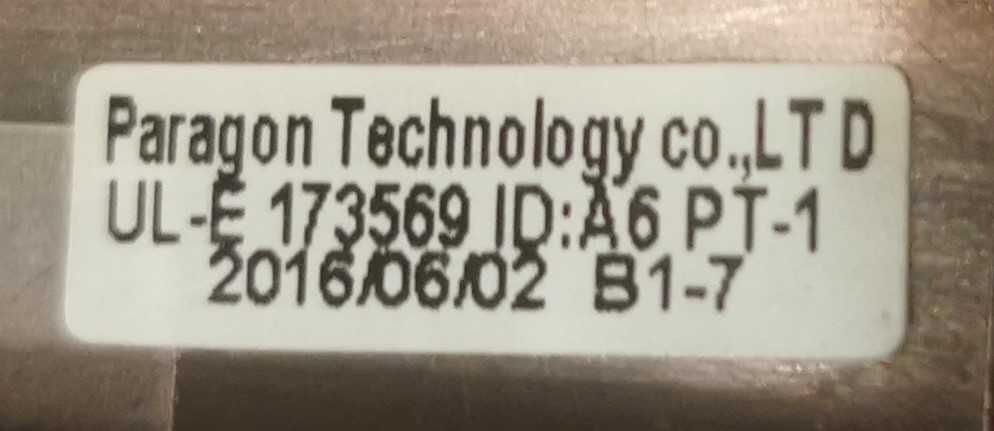 Paragon Technology co.,LT D
UL-E 173569 ID:A6 PT-1
2016/06/02 B1-7